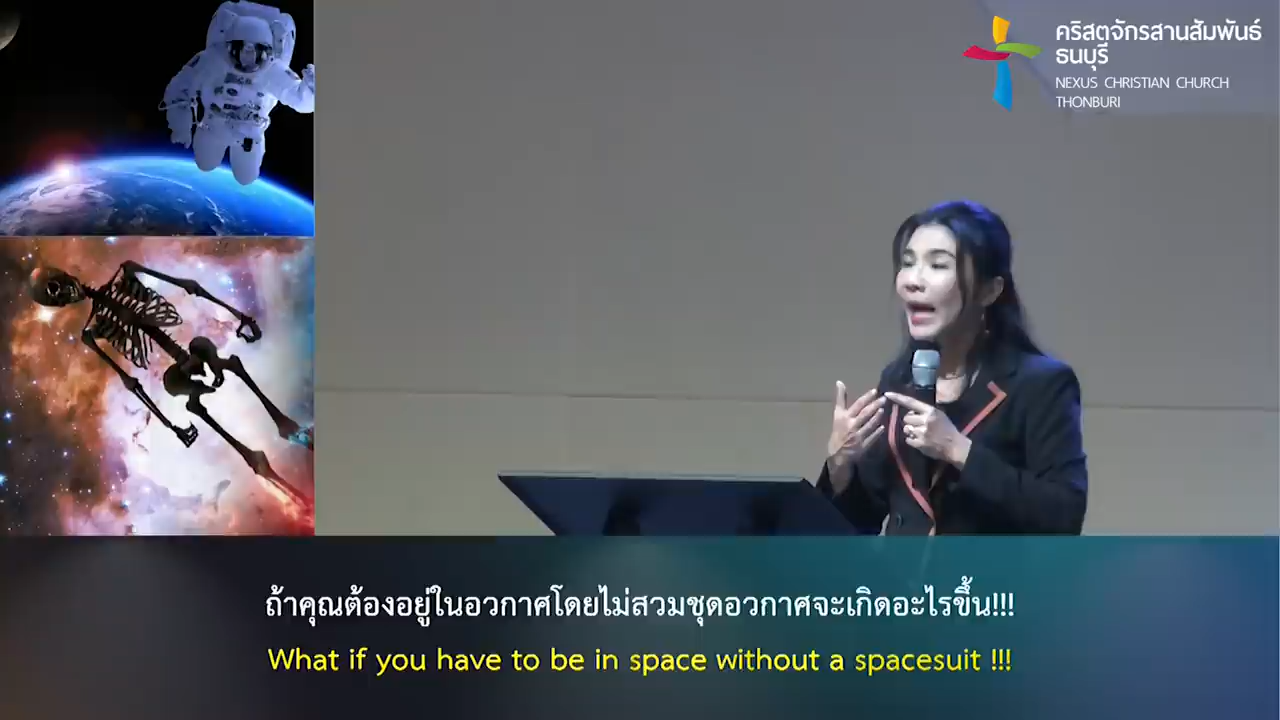 คริสตจักรสานสัมพันธ์
ธนบุรี
NEXUS CHRISTIAN CHURCH
THONBURI
ถ้าคุณต้องอยู่ในอวกาศโดยไม่สวมชุดอวกาศจะเกิดอะไรขึ้น!!!
What if you have to be in space without a spacesuit !!!